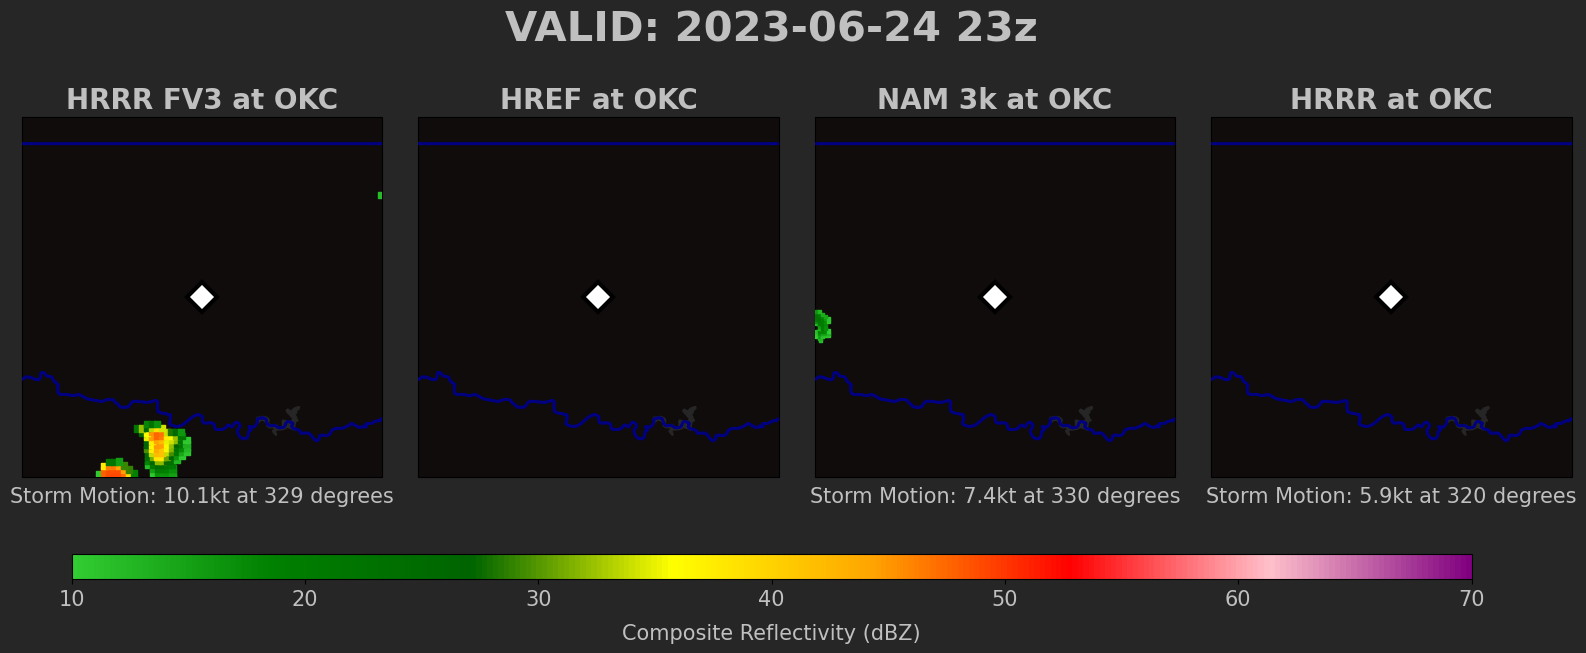 VALID: 2023-06-24 23z
HRRR FV3 at OKC
HREF at OKC
NAM 3k at OKC
HRRR at OKC
Storm Motion: 10.1kt at 329 degrees
Storm Motion: 7.4kt at 330 degrees
Storm Motion: 5.9kt at 320 degrees
10 20 30 40 50 60 70
Composite Reflectivity (dBZ)